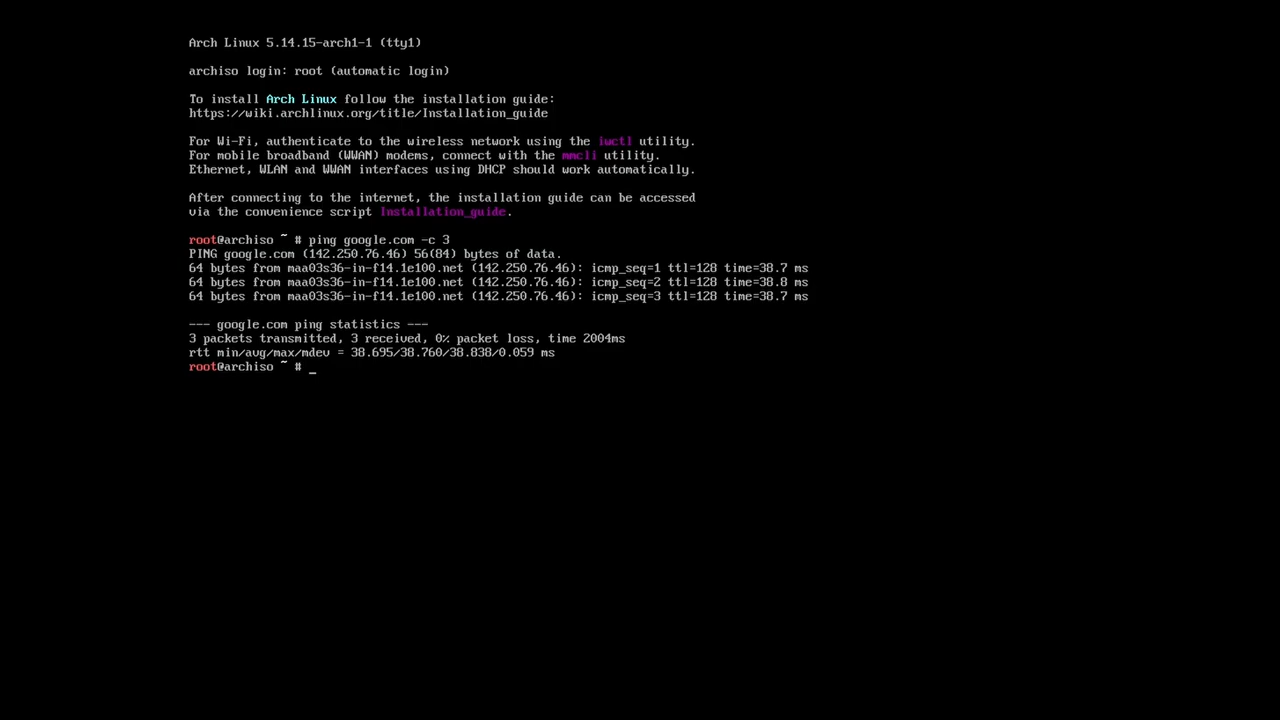 Arch Linux 5.14.15-arch1-1 (tty1)
archiso login: root (automatic login)
To install Arch Linux follow the installation guide:
https://wiki.archlinux.org/title/Installation_guide
For Wi-Fi, authenticate to the wireless network using the iwctl utility.
For mobile broadband (WWAN) modems, connect with the mmcli utility.
Ethernet, WLAN and WWAN interfaces using DHCP should work automatically.
After connecting to the internet, the installation guide can be accessed
via the convenience script Installation_guide.
root@archiso ~ # ping google.com -c 3
PING google.com (142.250.76.46) 56(84) bytes of data.
64 bytes from maa03s36-in-f14.1e100.net (142.250.76.46): icmp_seq=1 ttl=128 time=38.7 ms
64 bytes from maa03s36-in-f14.1e100.net (142.250.76.46): icmp_seq=2 ttl=128 time=38.8 ms
64 bytes from maa03s36-in-f14.1e100.net (142.250.76.46): icmp_seq=3 ttl=128 time=38.7 ms
--- google.com ping statistics ---
3 packets transmitted, 3 received, 0% packet loss, time 2004ms
rtt min/avg/max/mdev = 38.695/38.760/38.838/0.059 ms
root@archiso ~ # _